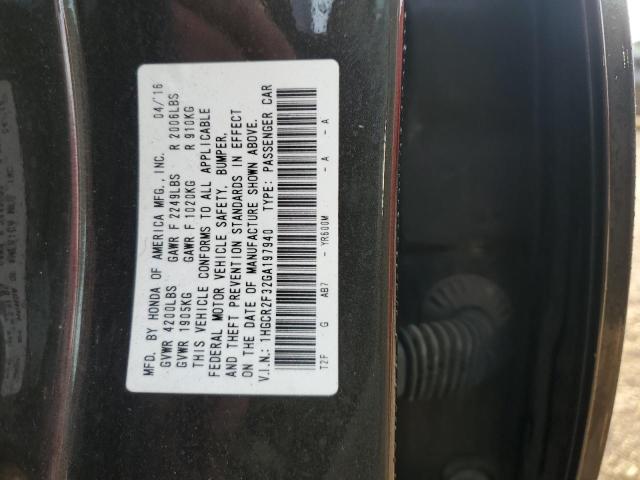 MFD. BY HONDA OF AMERICA MFG., INC. 04/'16
GVWR 4200LBS GAWR F 2249LBS R 2006LBS
GVWR 1905KG GAWR F 1020KG R 910KG
THIS VEHICLE CONFORMS TO ALL APPLICABLE
FEDERAL MOTOR VEHICLE SAFETY, BUMPER,
AND THEFT PREVENTION STANDARDS IN EFFECT
ON THE DATE OF MANUFACTURE SHOWN ABOVE.
V.I.N.: 1HGCR2F32GA197940 TYPE: PASSENGER CAR
T2F G AB7 - YR600M - A - A